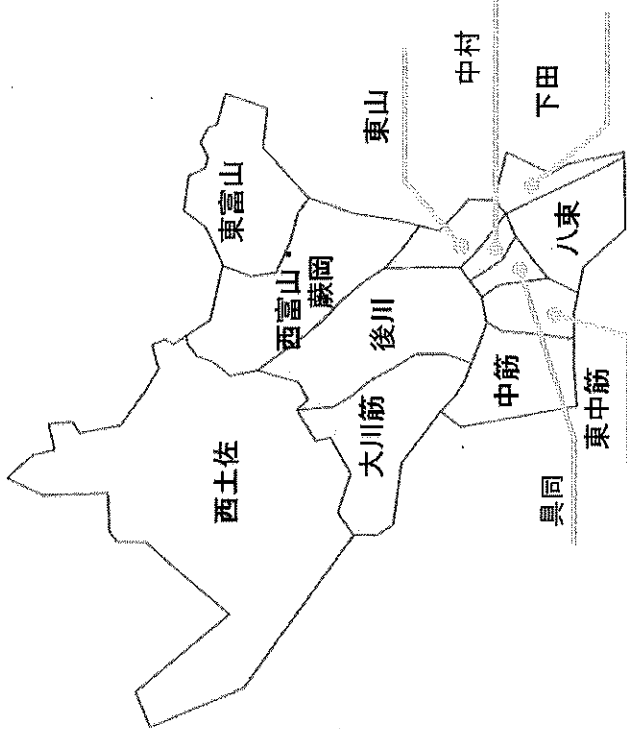 東富山
西富山・
蕨岡
西土佐
後川
大川筋
東山
中村
下田
八束
中筋
東中筋
具同